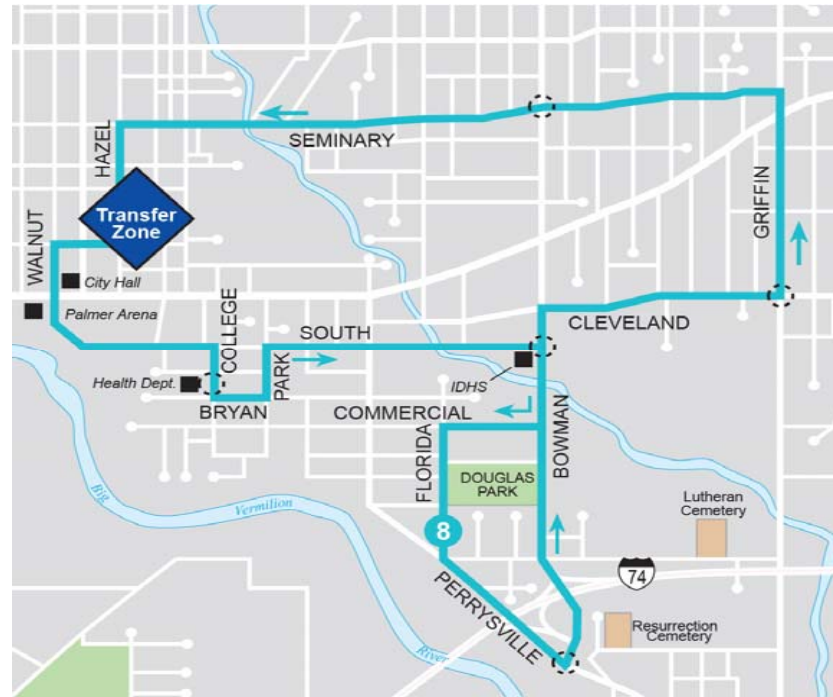 HAZEL
SEMINARY
Transfer
Zone
WALNUT
GRIFFIN
City Hall
Palmer Arena
COLLEGE
SOUTH
CLEVELAND
PARK
Health Dept.
IDHS
BRYAN
COMMERCIAL
FLORIDA
BOWMAN
DOUGLAS
PARK
Big
Vermilion
River
Lutheran
Cemetery
8
74
PERRYSVILLE
Resurrection
Cemetery